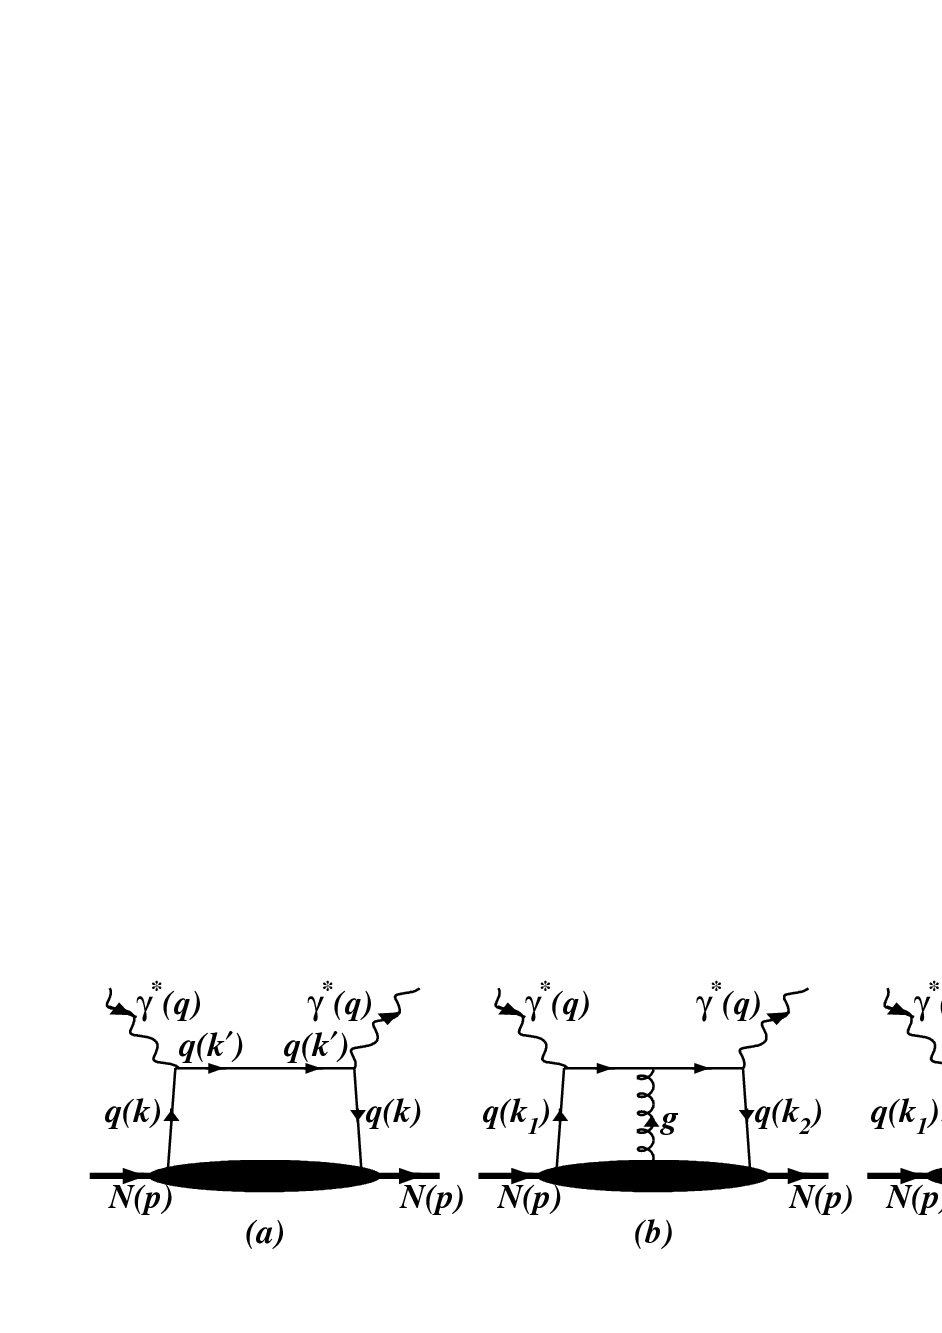 γ*(q) γ*(q) γ*(q) γ*(q) γ*(
q(k′) q(k′)
q(k) q(k) q(k1) g q(k2) q(k1)
N(p) N(p) N(p) N(p) N(p)
(a) (b)